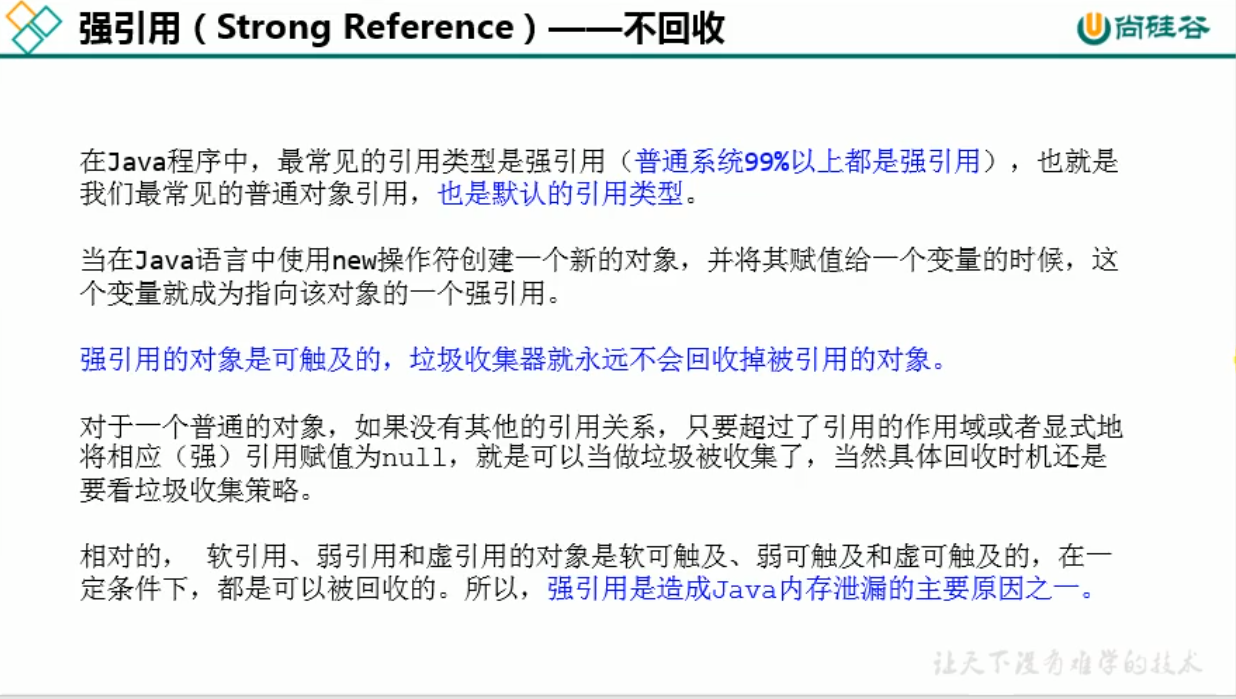 强引用（Strong Reference）——不回收
尚硅谷
在Java程序中，最常见的引用类型是强引用（普通系统99%以上都是强引用），也就是
我们最常见的普通对象引用，也是默认的引用类型。
当在Java语言中使用new操作符创建一个新的对象，并将其赋值给一个变量的时候，这
个变量就成为指向该对象的一个强引用。
强引用的对象是可触及的，垃圾收集器就永远不会回收掉被引用的对象。
对于一个普通的对象，如果没有其他的引用关系，只要超过了引用的作用域或者显式地
将相应（强）引用赋值为null，就是可以当做垃圾被收集了，当然具体回收时机还是
要看垃圾收集策略。
相对的， 软引用、弱引用和虚引用的对象是软可触及、弱可触及和虚可触及的，在一
定条件下，都是可以被回收的。所以，强引用是造成Java内存泄漏的主要原因之一。
让天下没有难学的技术